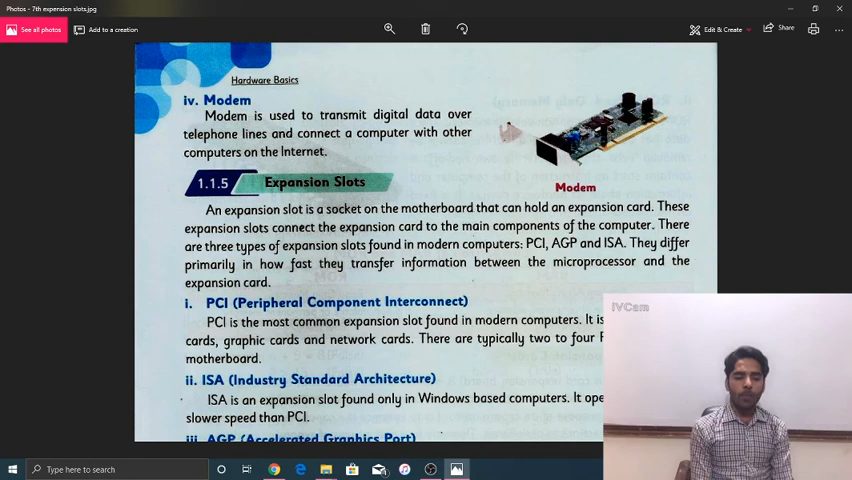 Photos - 7th expension slots.jpg
See all photos
Add to a creation
Edit & Create
Share
Hardware Basics
iv. Modem
Modem is used to transmit digital data over
telephone lines and connect a computer with other
computers on the Internet.
Modem
1.1.5 Expansion Slots
An expansion slot is a socket on the motherboard that can hold an expansion card. These
expansion slots connect the expansion card to the main components of the computer. There
are three types of expansion slots found in modern computers: PCI, AGP and ISA. They differ
primarily in how fast they transfer information between the microprocessor and the
expansion card.
i. PCI (Peripheral Component Interconnect)
PCI is the most common expansion slot found in modern computers. It is
cards, graphic cards and network cards. There are typically two to four
motherboard.
ii. ISA (Industry Standard Architecture)
ISA is an expansion slot found only in Windows based computers. It
slower speed than PCI.
iii AGP (Accelerated Graphics Port)
iVCam
Type here to search